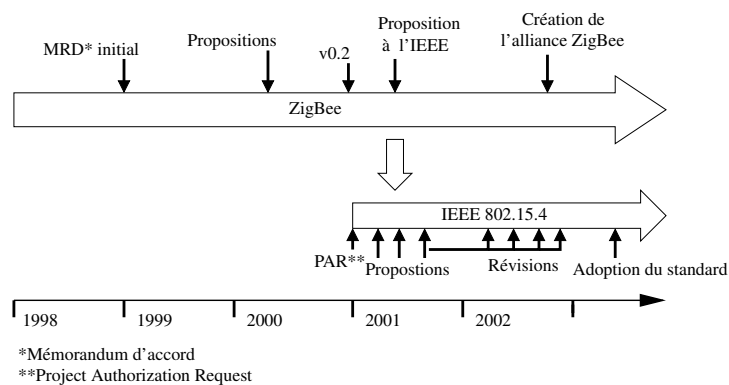 Création de
l'alliance ZigBee
Proposition
à l'IEEE
Propositions
v0.2
MRD* initial
ZigBee
IEEE 802.15.4
PAR**
Propostions
Révisions
Adoption du standard
1998
1999
2000
2001
2002
*Mémorandum d'accord
**Project Authorization Request